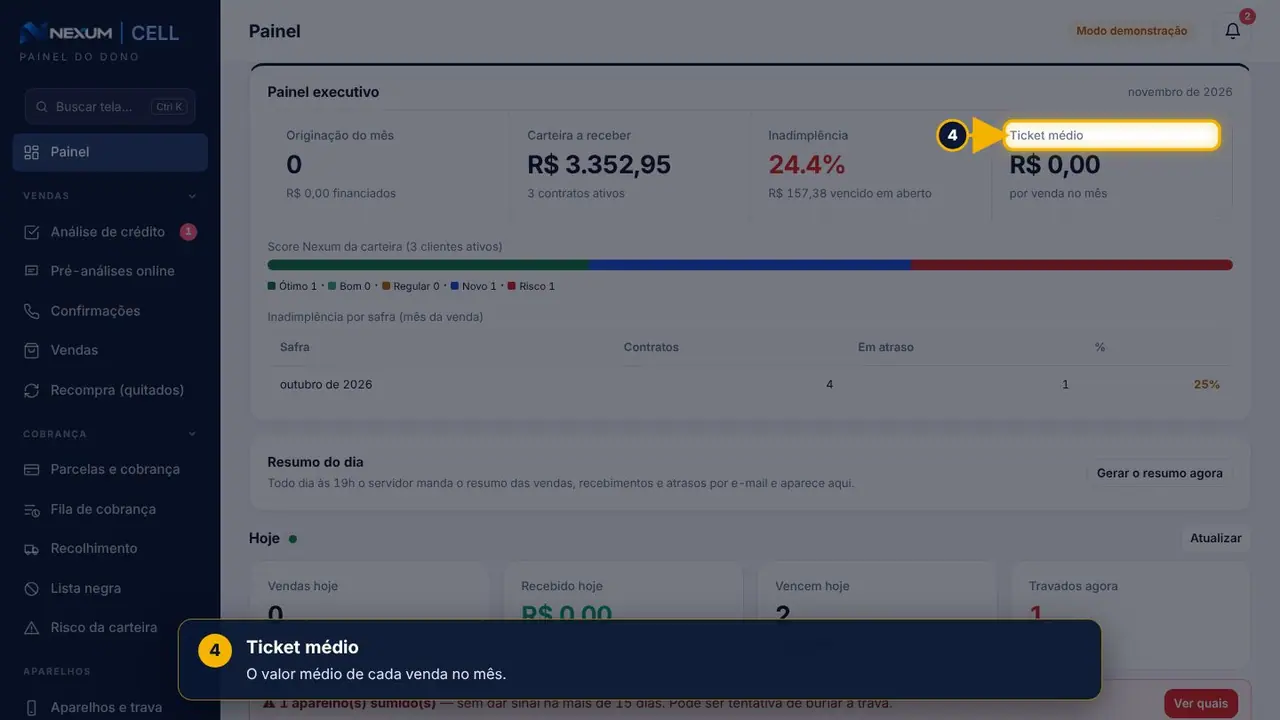 NEXUM | CELL
PAINEL DO DONO
Buscar tela... Ctrl K
Painel
VENDAS
Análise de crédito 1
Pré-análises online
Confirmações
Vendas
Recompra (quitados)
COBRANÇA
Parcelas e cobrança
Fila de cobrança
Recolhimento
Lista negra
Risco da carteira
APARELHOS
Aparelhos e trava
Painel
Modo demonstração
2
Painel executivo
novembro de 2026
Originação do mês
0
R$ 0,00 financiados
Carteira a receber
R$ 3.352,95
3 contratos ativos
Inadimplência
24.4%
R$ 157,38 vencido em aberto
4
Ticket médio
R$ 0,00
por venda no mês
Score Nexum da carteira (3 clientes ativos)
Ótimo 1 · Bom 0 · Regular 0 · Novo 1 · Risco 1
Inadimplência por safra (mês da venda)
Safra Contratos Em atraso %
outubro de 2026 4 1 25%
Resumo do dia
Todo dia às 19h o servidor manda o resumo das vendas, recebimentos e atrasos por e-mail e aparece aqui.
Gerar o resumo agora
Hoje
Atualizar
Vendas hoje
0
Recebido hoje
R$ 0,00
Vencem hoje
2
Travados agora
1
4
Ticket médio
O valor médio de cada venda no mês.
1 aparelho(s) sumido(s) — sem dar sinal há mais de 15 dias. Pode ser tentativa de burlar a trava.
Ver quais